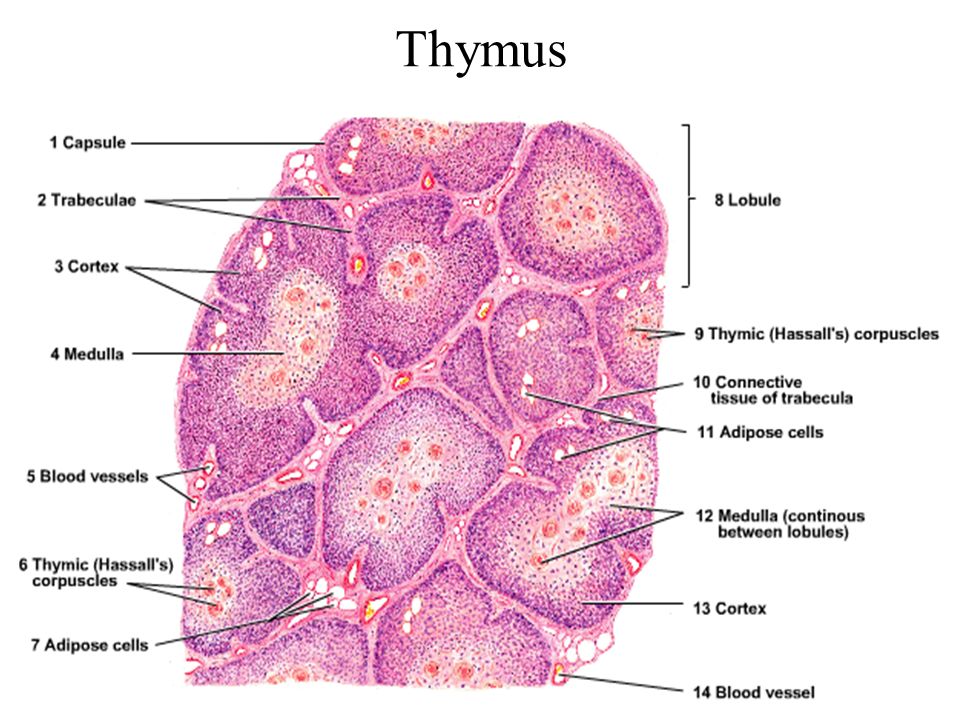 Thymus
1 Capsule
2 Trabeculae
3 Cortex
4 Medulla
5 Blood vessels
6 Thymic (Hassall's)
corpuscles
7 Adipose cells
8 Lobule
9 Thymic (Hassall's) corpuscles
10 Connective
tissue of trabecula
11 Adipose cells
12 Medulla (continous
between lobules)
13 Cortex
14 Blood vessel